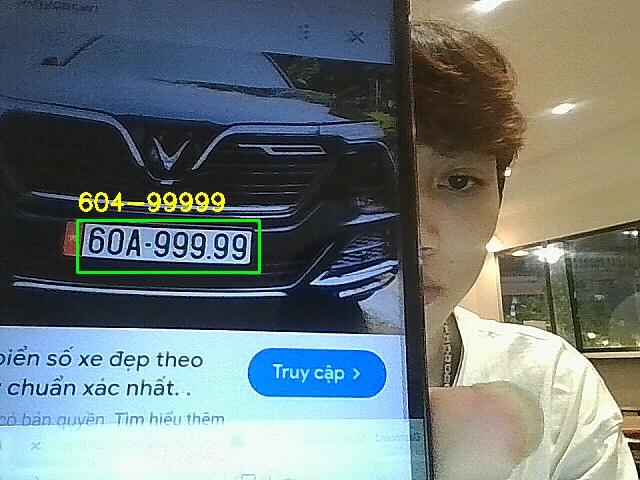 604-99999
60A-999.99
biển số xe đẹp theo
chuẩn xác nhất. .
Truy cập >
có bản quyền Tìm hiểu thêm